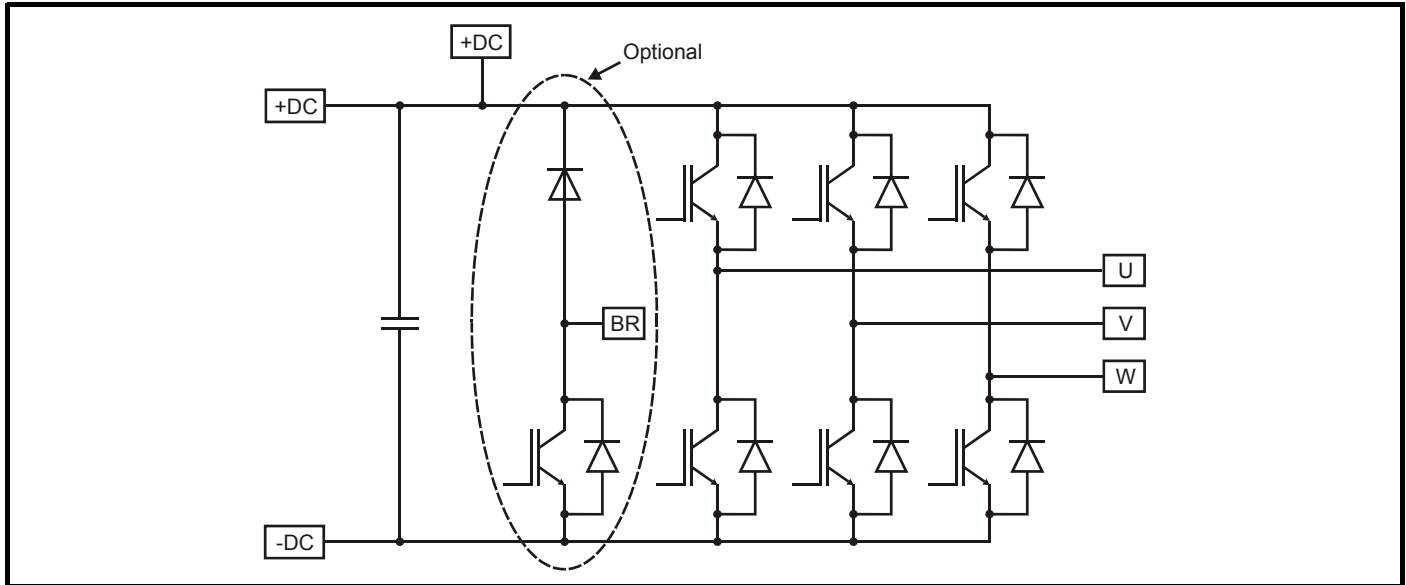 +DC
Optional
+DC
U
BR
V
W
-DC